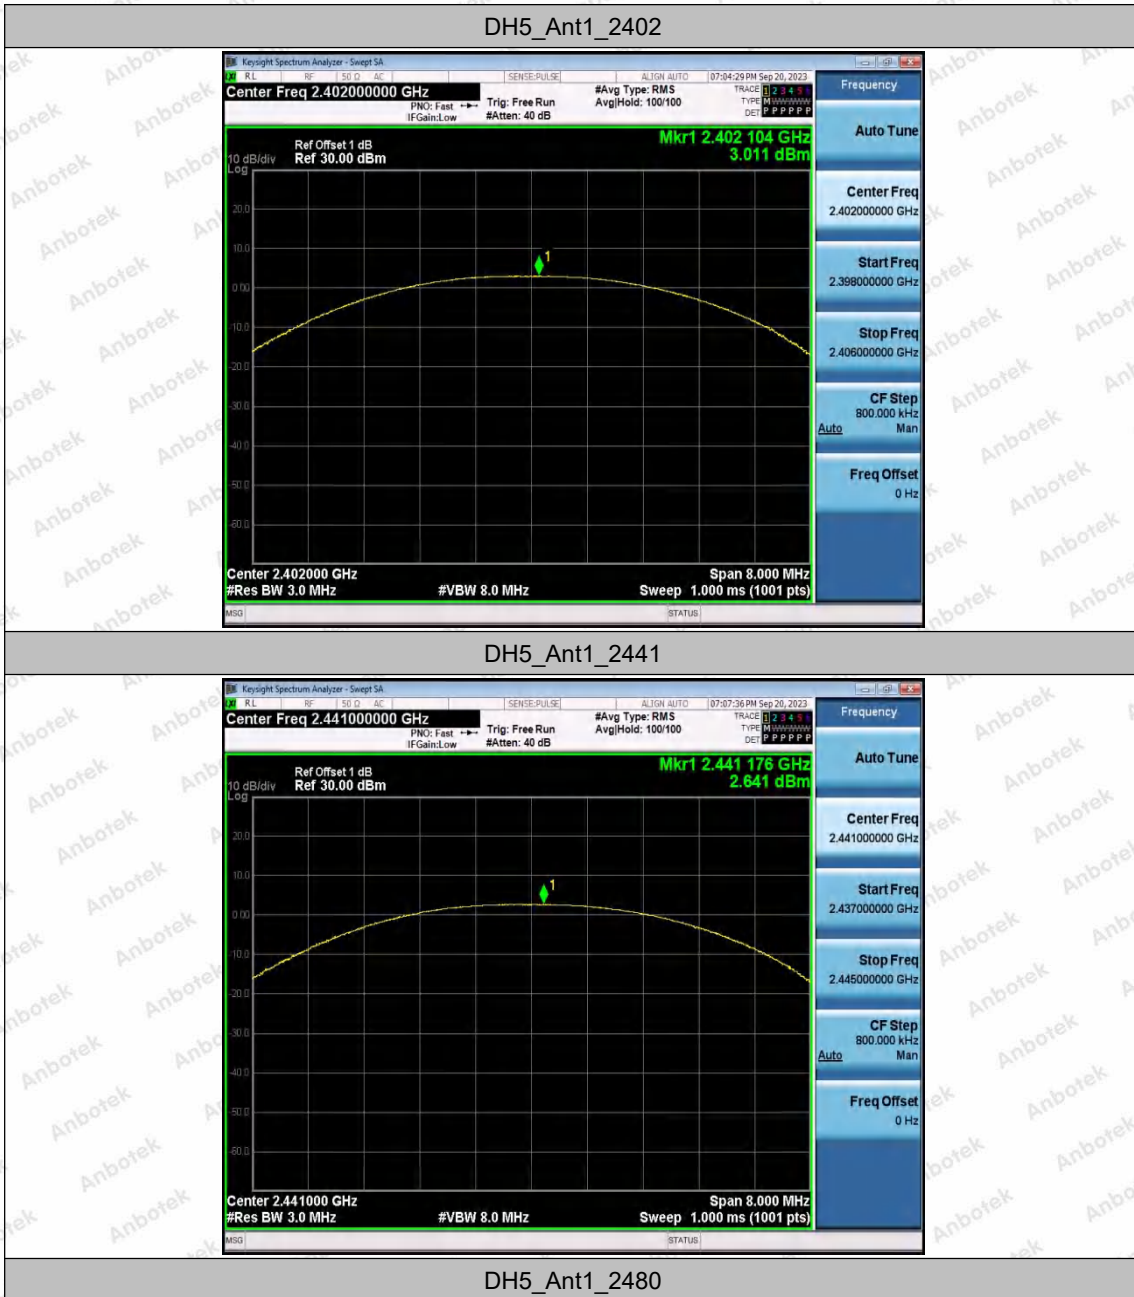 DH5_Ant1_2402
Keysight Spectrum Analyzer - Swept SA
RL RF 50 Ω AC SENSE:PULSE ALIGN AUTO 07:04:29 PM Sep 20, 2023
Center Freq 2.402000000 GHz #Avg Type: RMS TRACE 1 2 3 4 5 6
PNO: Fast Trig: Free Run Avg|Hold: 100/100 TYPE M
IFGain:Low #Atten: 40 dB DET P P P P P P
Frequency
Mkr1 2.402 104 GHz
3.011 dBm
Ref Offset 1 dB
10 dB/div Ref 30.00 dBm
Log
20.0
10.0
0.00
-10.0
-20.0
-30.0
-40.0
-50.0
-60.0
1
Auto Tune
Center Freq
2.402000000 GHz
Start Freq
2.398000000 GHz
Stop Freq
2.406000000 GHz
CF Step
800.000 kHz
Auto Man
Freq Offset
0 Hz
Center 2.402000 GHz Span 8.000 MHz
#Res BW 3.0 MHz #VBW 8.0 MHz Sweep 1.000 ms (1001 pts)
MSG STATUS
DH5_Ant1_2441
Keysight Spectrum Analyzer - Swept SA
RL RF 50 Ω AC SENSE:PULSE ALIGN AUTO 07:07:36 PM Sep 20, 2023
Center Freq 2.441000000 GHz #Avg Type: RMS TRACE 1 2 3 4 5 6
PNO: Fast Trig: Free Run Avg|Hold: 100/100 TYPE M
IFGain:Low #Atten: 40 dB DET P P P P P P
Frequency
Mkr1 2.441 176 GHz
2.641 dBm
Ref Offset 1 dB
10 dB/div Ref 30.00 dBm
Log
20.0
10.0
0.00
-10.0
-20.0
-30.0
-40.0
-50.0
-60.0
1
Auto Tune
Center Freq
2.441000000 GHz
Start Freq
2.437000000 GHz
Stop Freq
2.445000000 GHz
CF Step
800.000 kHz
Auto Man
Freq Offset
0 Hz
Center 2.441000 GHz Span 8.000 MHz
#Res BW 3.0 MHz #VBW 8.0 MHz Sweep 1.000 ms (1001 pts)
MSG STATUS
DH5_Ant1_2480
Anbotek